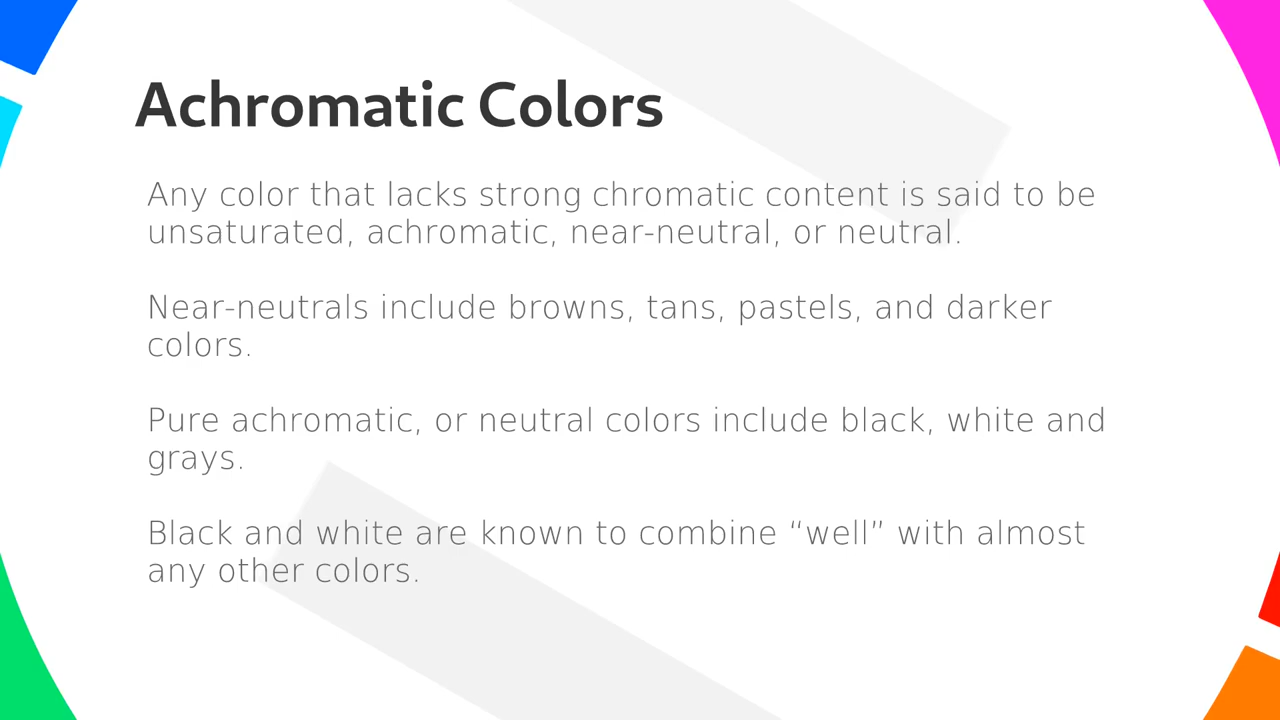 Achromatic Colors
Any color that lacks strong chromatic content is said to be
unsaturated, achromatic, near-neutral, or neutral.
Near-neutrals include browns, tans, pastels, and darker
colors.
Pure achromatic, or neutral colors include black, white and
grays.
Black and white are known to combine “well” with almost
any other colors.